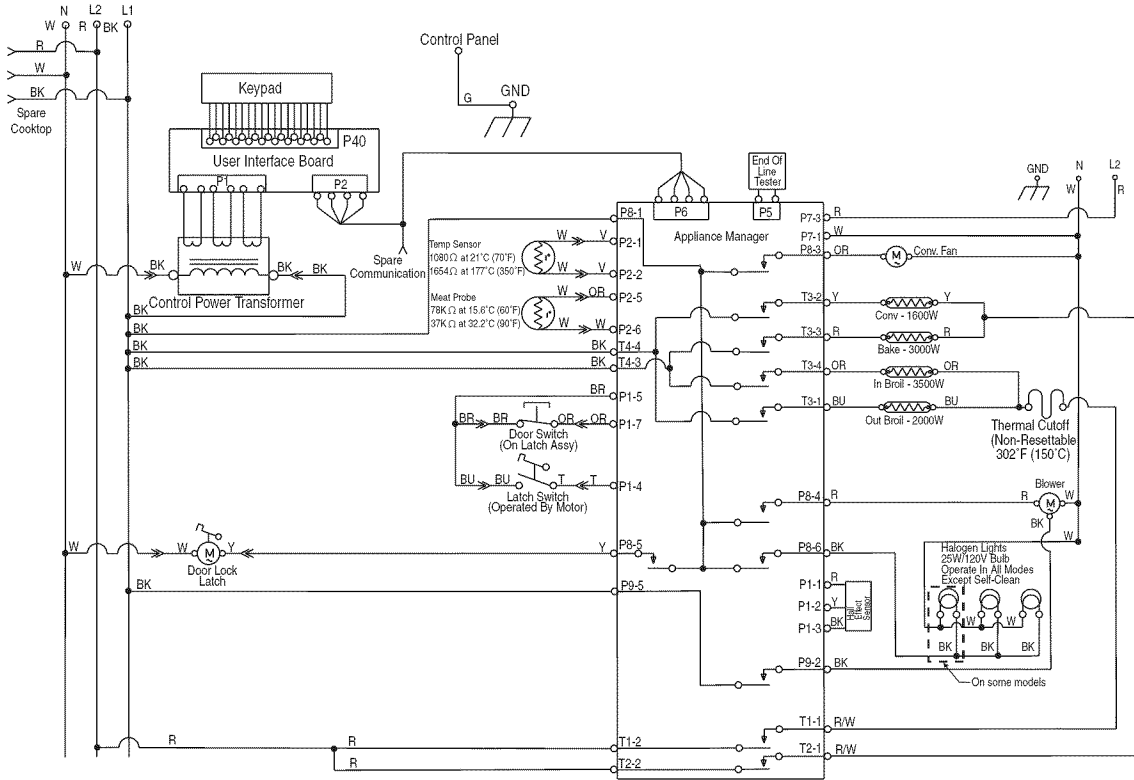 N L2 L1
W R BK
R
W
BK
Spare
Cooktop
Keypad
P40
User Interface Board
P1 P2
Control Panel
G
GND
Spare
Communication
W BK BK BK
Control Power Transformer
BK
BK
BK BK T4-4
BK BK T4-3
P6 P5
End Of
Line
Tester
Appliance Manager
GND N L2
W R
P8-1
Temp Sensor
1080 Ω at 21°C (70°F)
1654 Ω at 177°C (350°F)
W V P2-1
W V P2-2
Meat Probe
78K Ω at 15.6°C (60°F)
37K Ω at 32.2°C (90°F)
W OR P2-5
W W P2-6
P7-3 R
P7-1 W
P8-3 OR M Conv. Fan
T3-2 Y Y
Conv - 1600W
T3-3 R R
Bake - 3000W
T3-4 OR OR
In Broil - 3500W
T3-1 BU BU
Out Broil - 2000W
Thermal Cutoff
(Non-Resettable
302°F (150°C)
BR P1-5
BR BR OR OR P1-7
Door Switch
(On Latch Assy)
BU BU T T P1-4
Latch Switch
(Operated By Motor)
P8-4 R R M W
Blower
BK
W
W W M Y Y P8-5
Door Lock
Latch
BK P9-5
P8-6 BK
Halogen Lights
25W/120V Bulb
Operate In All Modes
Except Self-Clean
P1-1 R
P1-2 Y
P1-3 BK
Hall
Effect
Sensor
W W W
BK BK BK
On some models
P9-2 BK
T1-1 R/W
T2-1 R/W
R R T1-2
R T2-2